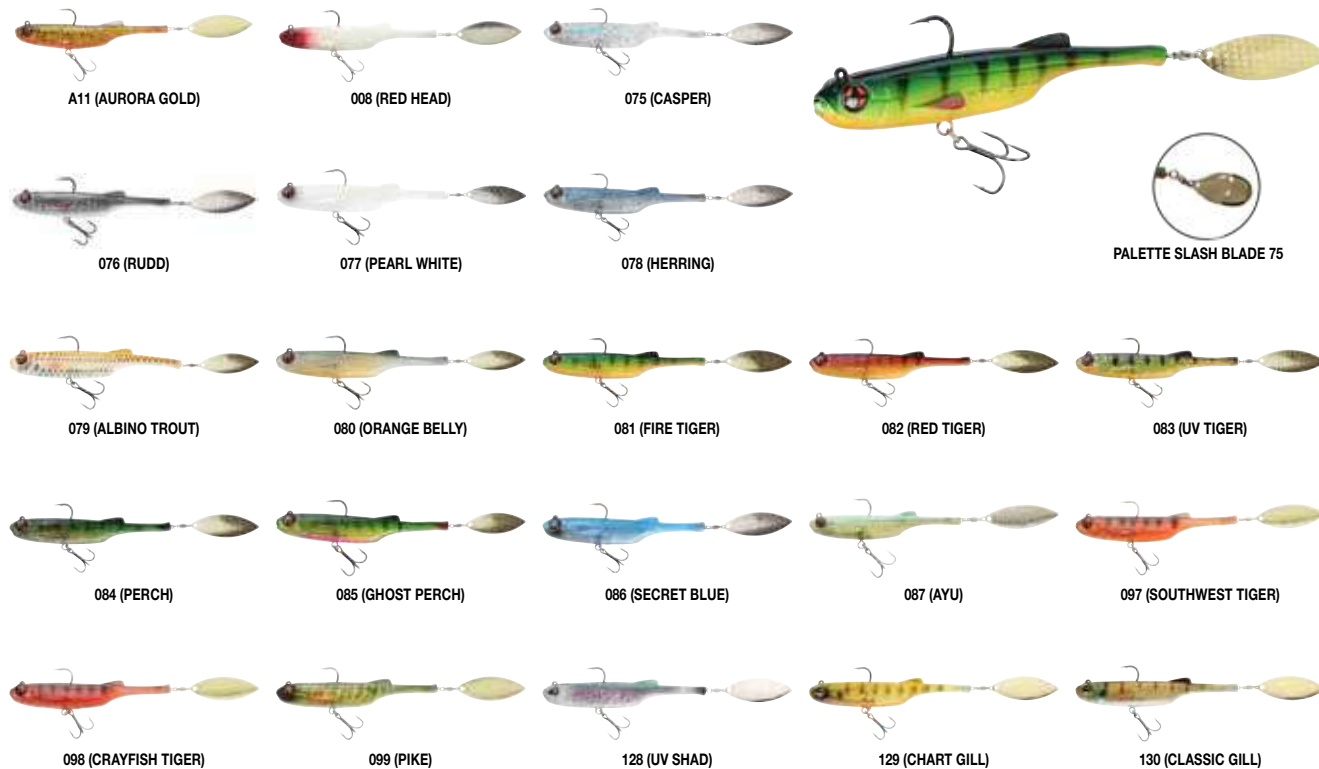 A11 (AURORA GOLD)
008 (RED HEAD)
075 (CASPER)
076 (RUDD)
077 (PEARL WHITE)
078 (HERRING)
PALETTE SLASH BLADE 75
079 (ALBINO TROUT)
080 (ORANGE BELLY)
081 (FIRE TIGER)
082 (RED TIGER)
083 (UV TIGER)
084 (PERCH)
085 (GHOST PERCH)
086 (SECRET BLUE)
087 (AYU)
097 (SOUTHWEST TIGER)
098 (CRAYFISH TIGER)
099 (PIKE)
128 (UV SHAD)
129 (CHART GILL)
130 (CLASSIC GILL)